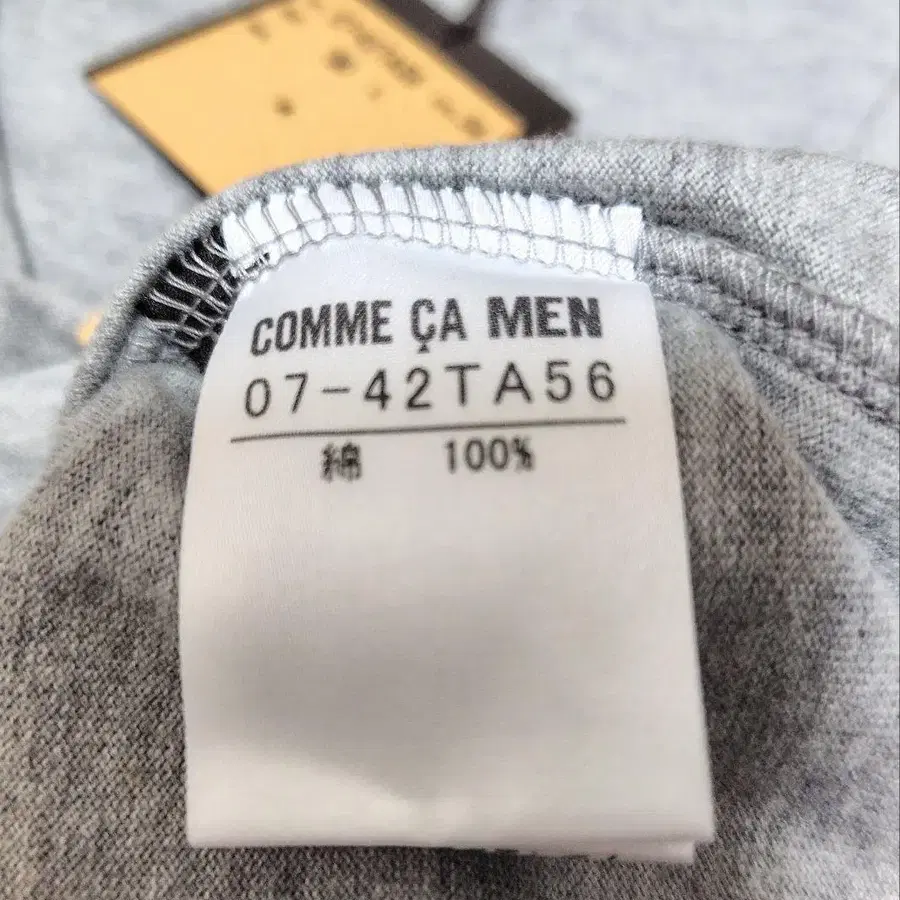 COMME ÇA MEN
07-42TA56
綿 100%